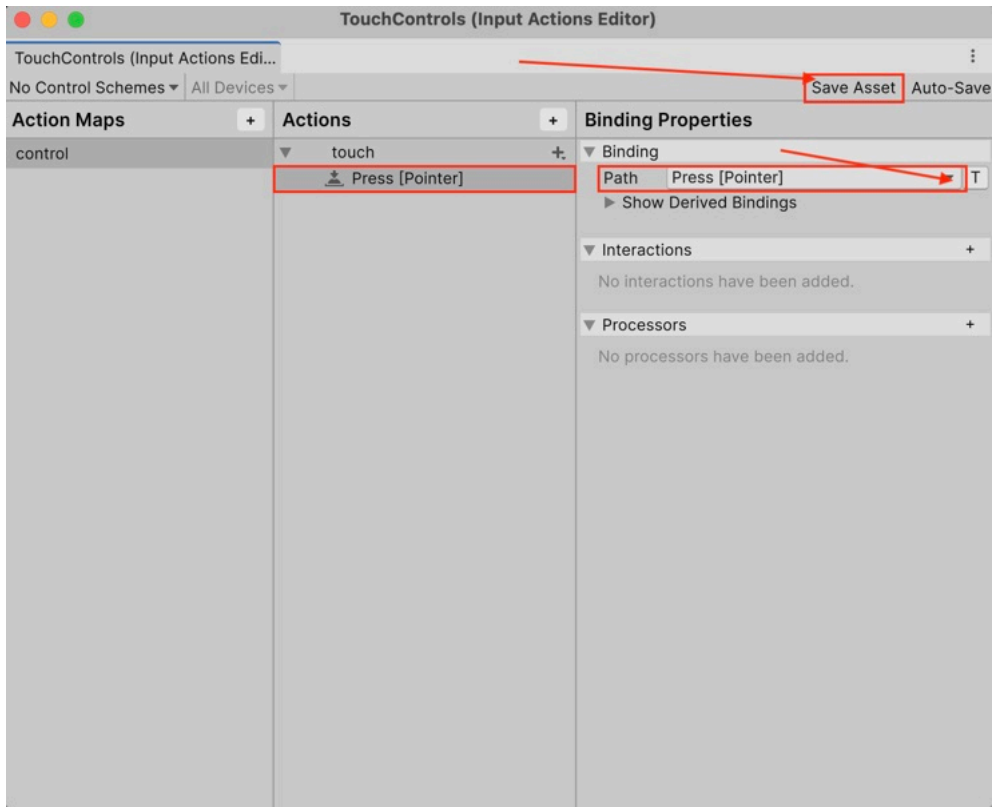 TouchControls (Input Actions Editor)
TouchControls (Input Actions Edi...
No Control Schemes All Devices Save Asset Auto-Save
Action Maps + Actions + Binding Properties
control touch +. Binding
Press [Pointer] Path Press [Pointer] T
Show Derived Bindings
Interactions +
No interactions have been added.
Processors +
No processors have been added.